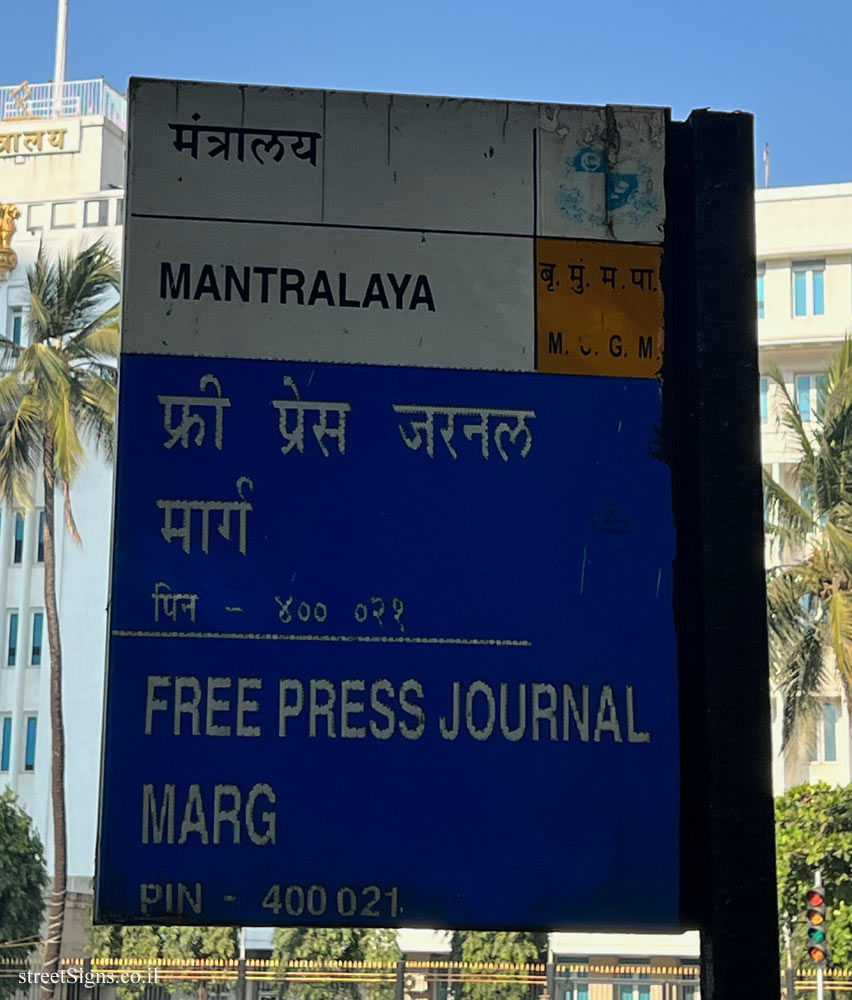 मंत्रालय
MANTRALAYA
बृ. मुं. म. पा.
M. C. G. M.
फ्री प्रेस जरनल
मार्ग
पिन - ४०० ०२१
FREE PRESS JOURNAL
MARG
PIN - 400 021
streetSigns.co.il